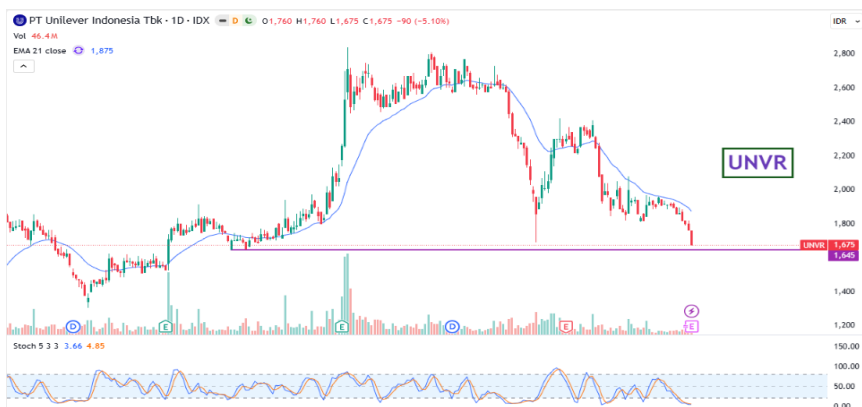 PT Unilever Indonesia Tbk · 1D · IDX D O1,760 H1,760 L1,675 C1,675 −90 (−5.10%) IDR
Vol 46.4M
EMA 21 close 1,875
2,800
2,600
2,400
2,200
UNVR
2,000
1,800
UNVR 1,675
1,645
1,400
1,200
D E E D E E
Stoch 5 3 3 3.66 4.85
150.00
100.00
50.00
0.00